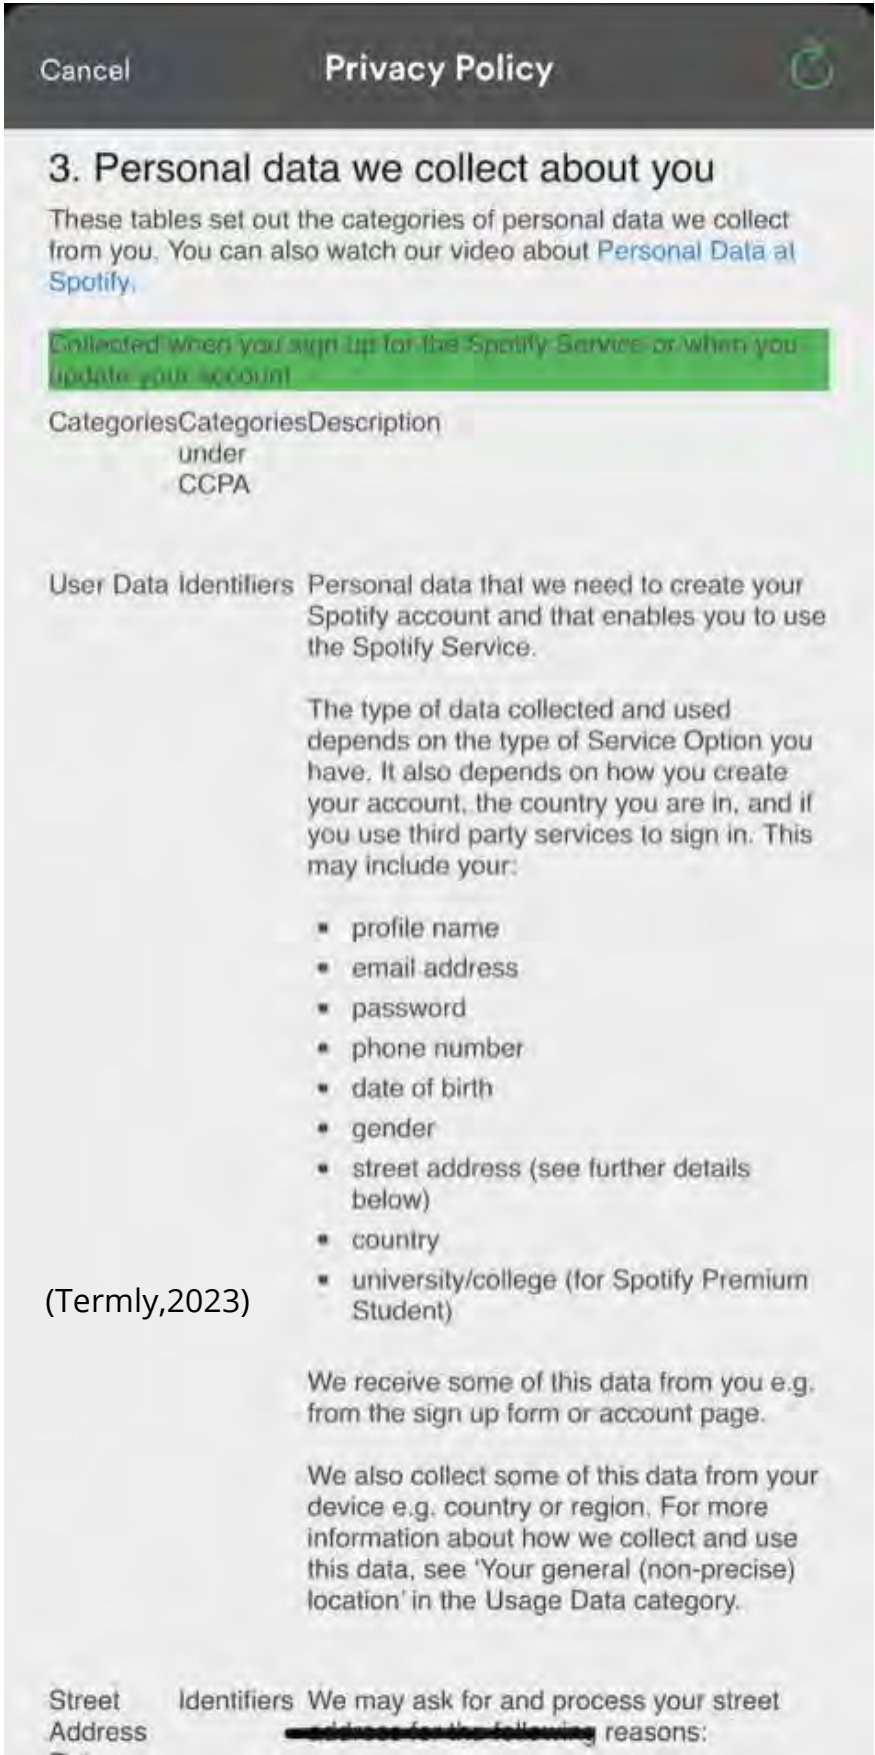 Cancel Privacy Policy
3. Personal data we collect about you
These tables set out the categories of personal data we collect
from you. You can also watch our video about Personal Data at
Spotify.
Collected when you sign up for the Spotify Service or when you
update your account
CategoriesCategoriesDescription
under
CCPA
User Data Identifiers Personal data that we need to create your
Spotify account and that enables you to use
the Spotify Service.
The type of data collected and used
depends on the type of Service Option you
have. It also depends on how you create
your account, the country you are in, and if
you use third party services to sign in. This
may include your:
▪ profile name
▪ email address
▪ password
▪ phone number
▪ date of birth
▪ gender
▪ street address (see further details
below)
▪ country
▪ university/college (for Spotify Premium
Student)
(Termly,2023)
We receive some of this data from you e.g.
from the sign up form or account page.
We also collect some of this data from your
device e.g. country or region. For more
information about how we collect and use
this data, see 'Your general (non-precise)
location' in the Usage Data category.
Street Identifiers We may ask for and process your street
Address address for the following reasons: